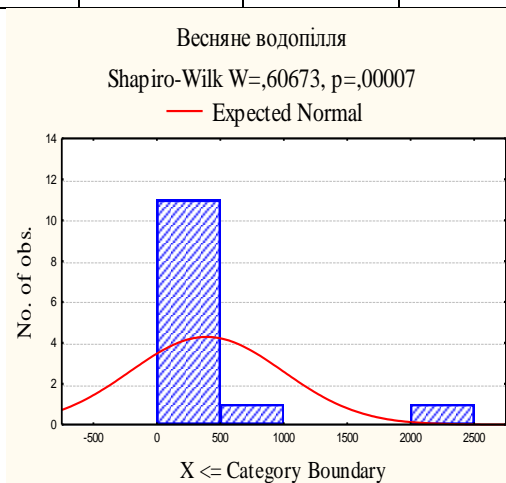 Весняне водопілля
Shapiro-Wilk W=,60673, p=,00007
Expected Normal
14
12
10
8
6
4
2
0
No. of obs.
-500 0 500 1000 1500 2000 2500
X <= Category Boundary